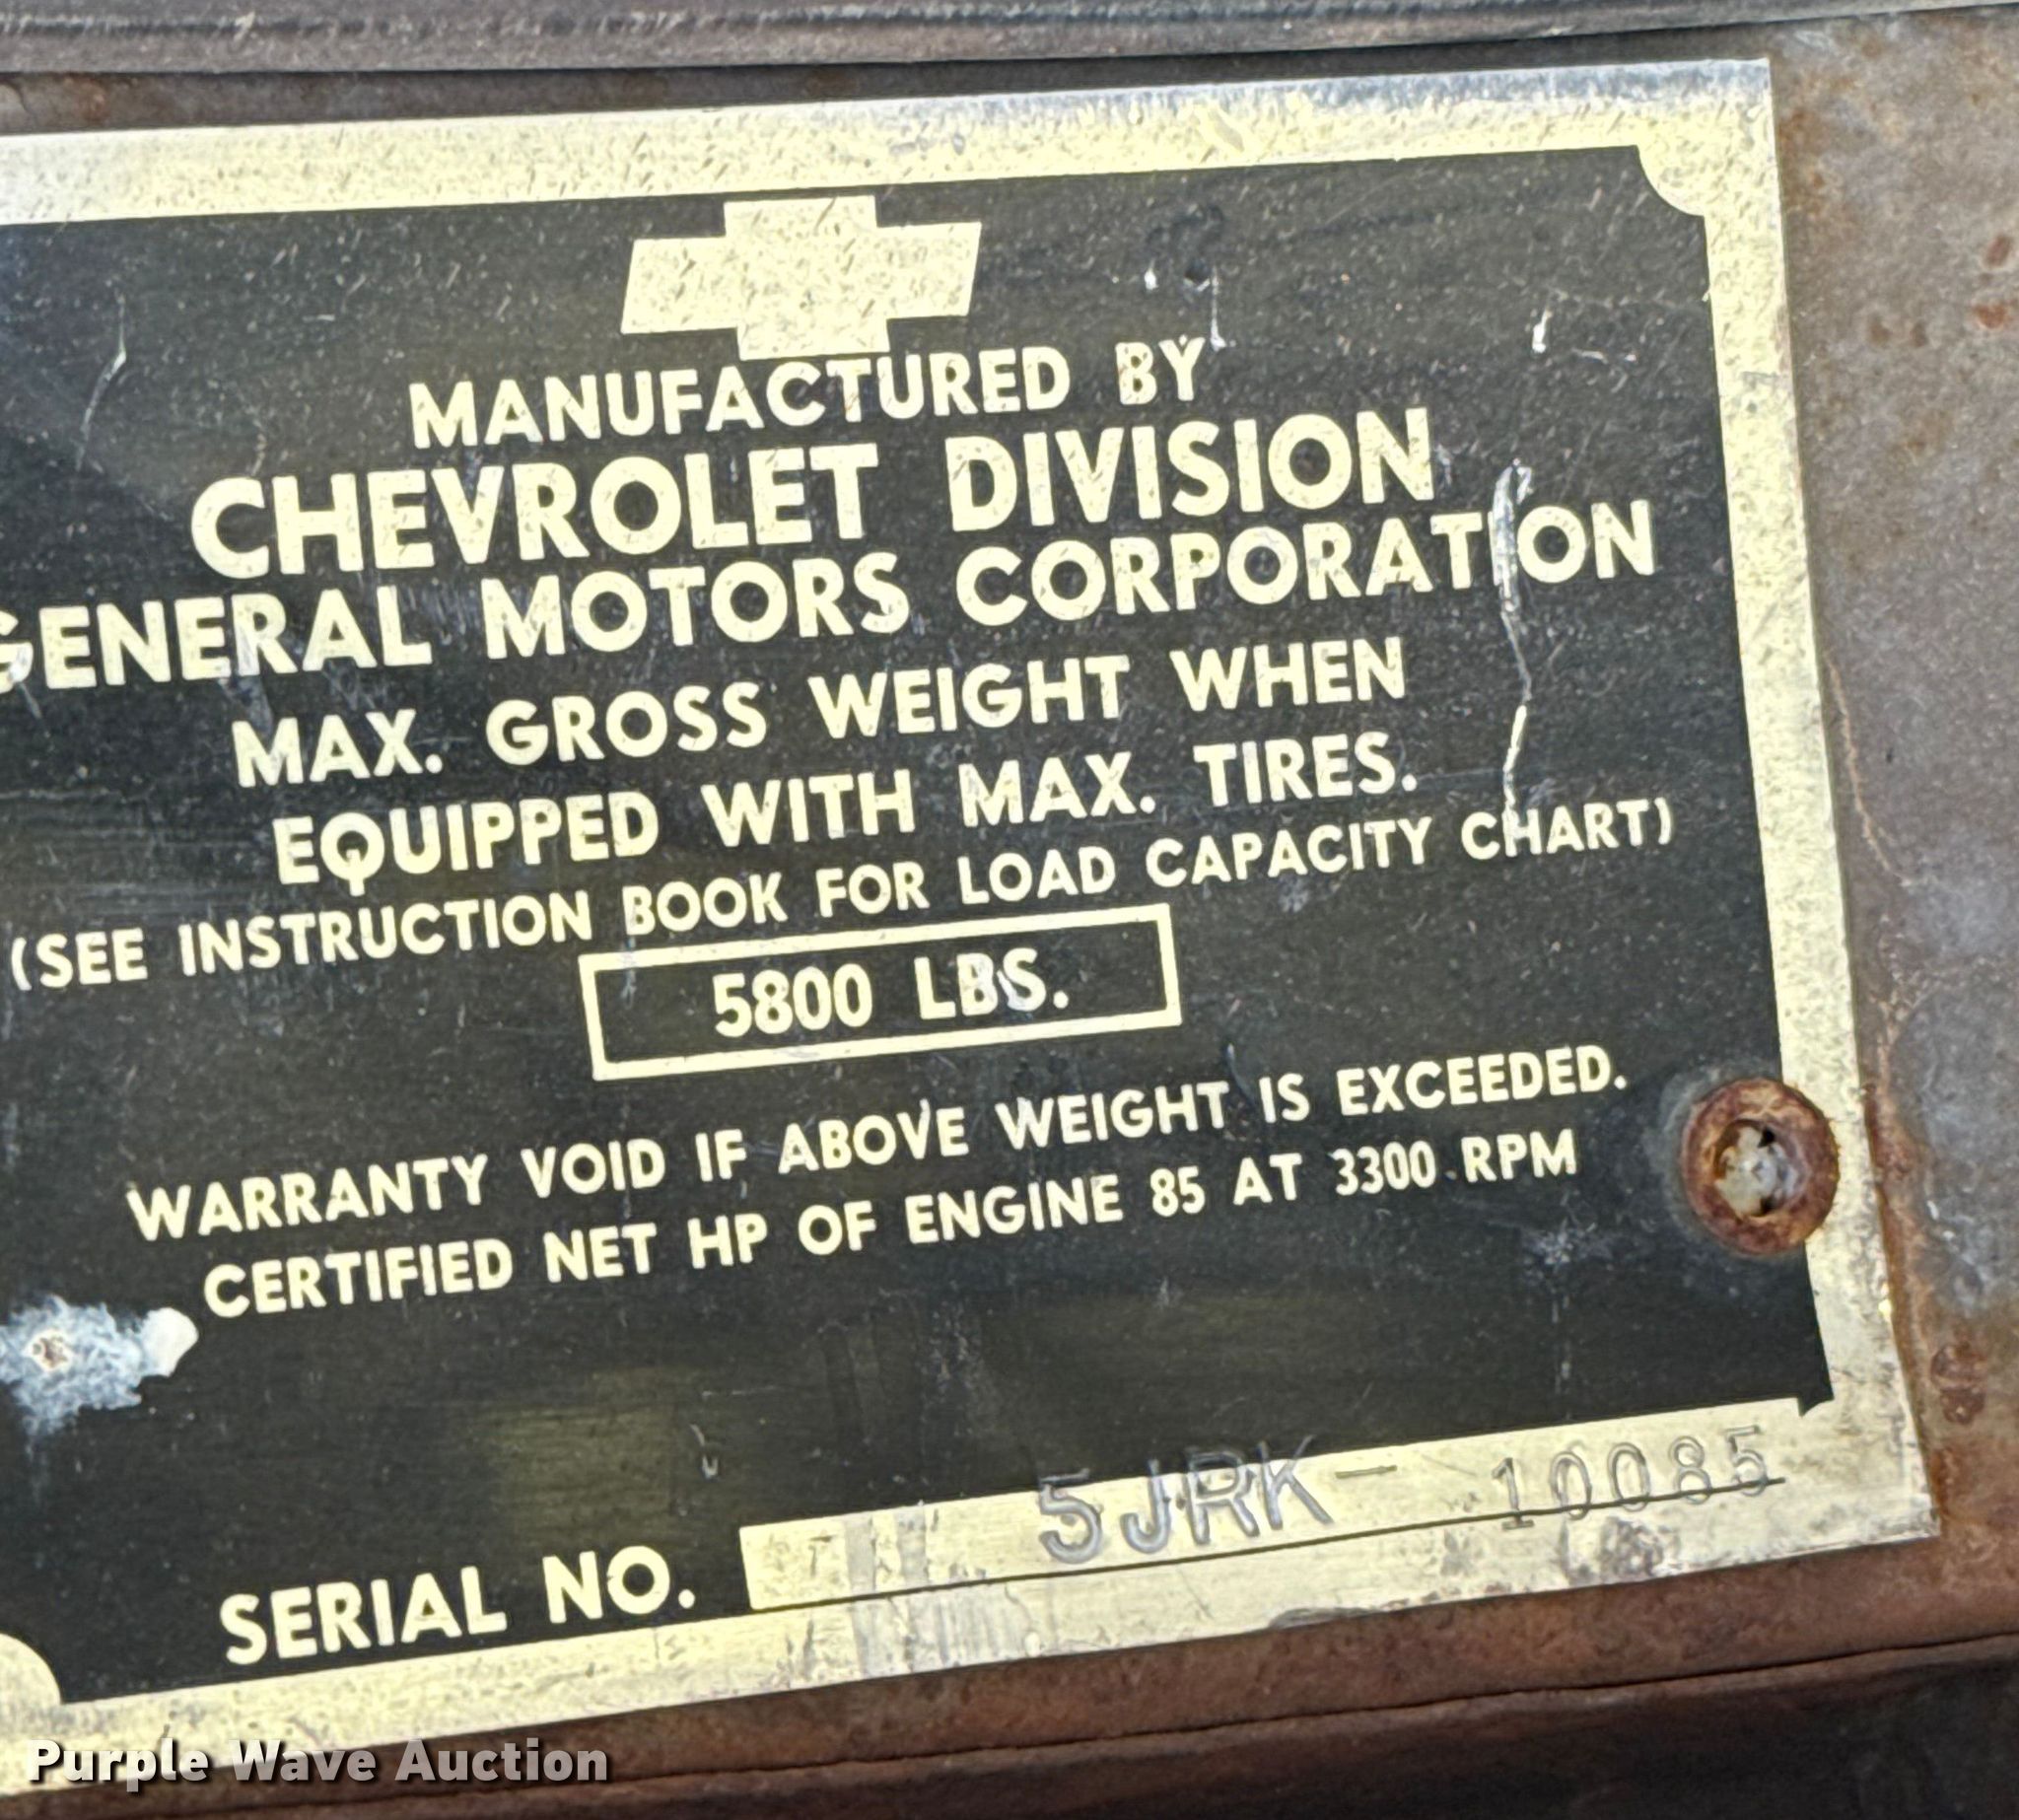 MANUFACTURED BY
CHEVROLET DIVISION
GENERAL MOTORS CORPORATION
MAX. GROSS WEIGHT WHEN
EQUIPPED WITH MAX. TIRES.
(SEE INSTRUCTION BOOK FOR LOAD CAPACITY CHART)
5800 LBS.
WARRANTY VOID IF ABOVE WEIGHT IS EXCEEDED.
CERTIFIED NET HP OF ENGINE 85 AT 3300 RPM
SERIAL NO. 5JRK- 10085
Purple Wave Auction